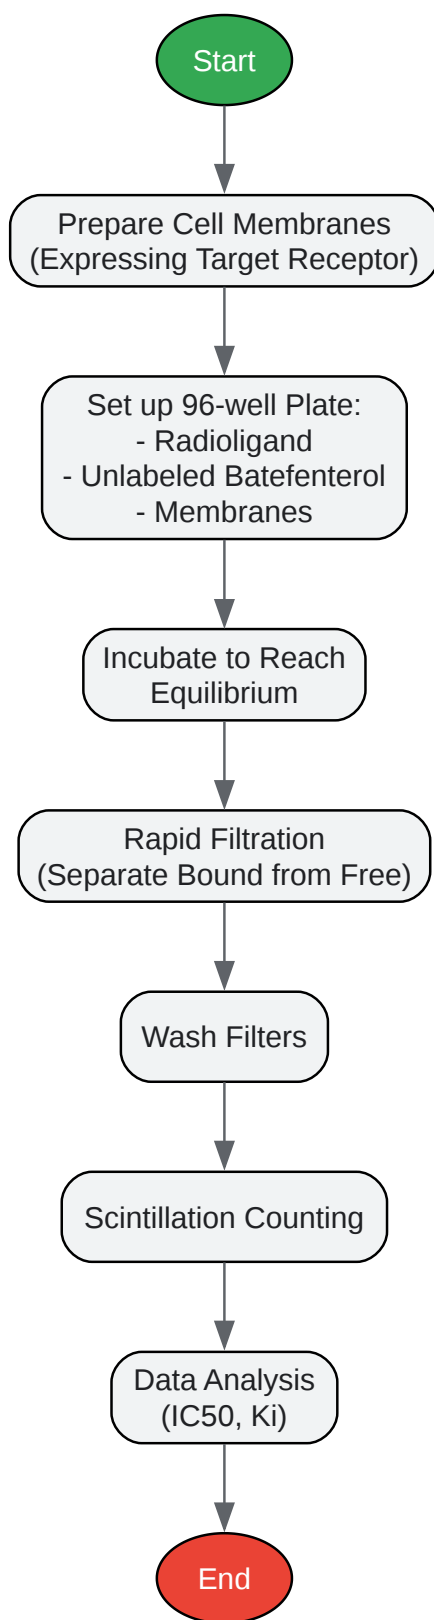 Start
Prepare Cell Membranes
(Expressing Target Receptor)
Set up 96-well Plate:
- Radioligand
- Unlabeled Batefenterol
- Membranes
Incubate to Reach
Equilibrium
Rapid Filtration
(Separate Bound from Free)
Wash Filters
Scintillation Counting
Data Analysis
(IC50, Ki)
End